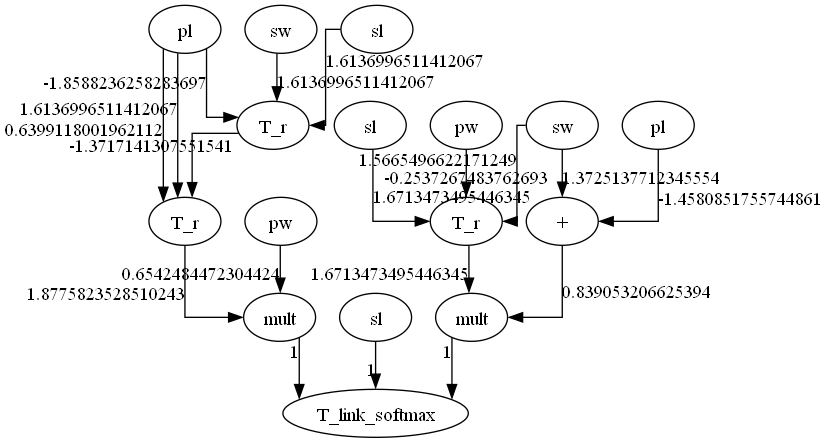 pl
sw
sl
1.6136996511412067
-1.8588236258283697
1.6136996511412067
1.6136996511412067
0.6399118001962112
-1.3717141307551541
T_r
sl
pw
sw
pl
1.5665496622171249
-0.2537267483762693
1.3725137712345554
1.6713473495446345
-1.4580851755744861
T_r
pw
T_r
+
0.6542484472304424
1.6713473495446345
1.8775823528510243
0.839053206625394
mult
sl
mult
1
1
1
T_link_softmax